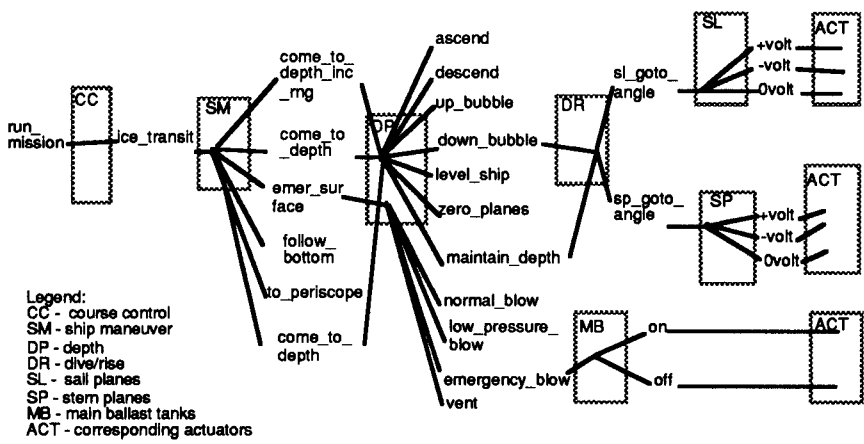 run_
mission
CC
ice_transit
SM
come_to_
depth_inc
_rng
come_to
_depth
emer_sur
face
follow_
bottom
to_periscope
come_to_
depth
DP
ascend
descend
up_bubble
down_bubble
level_ship
zero_planes
maintain_depth
normal_blow
low_pressure_
blow
emergency_blow
vent
DR
sl_goto_
angle
sp_goto_
angle
SL
+volt
-volt
0volt
ACT
SP
+volt
-volt
0volt
ACT
MB
on
off
ACT
Legend:
CC - course control
SM - ship maneuver
DP - depth
DR - dive/rise
SL - sail planes
SP - stern planes
MB - main ballast tanks
ACT - corresponding actuators